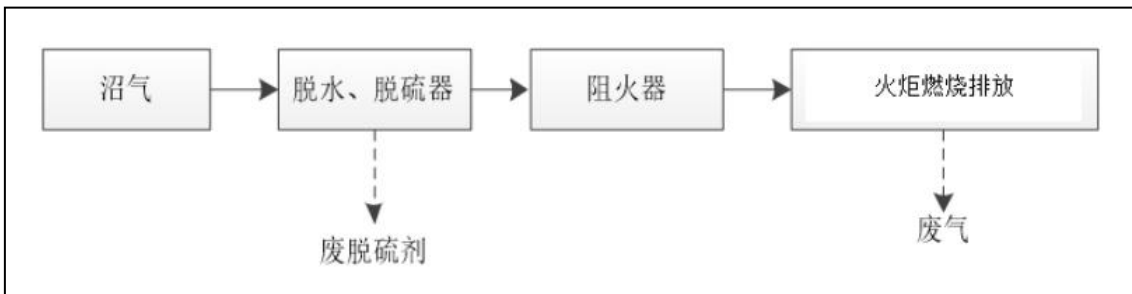 沼气
脱水、脱硫器
阻火器
火炬燃烧排放
废脱硫剂
废气